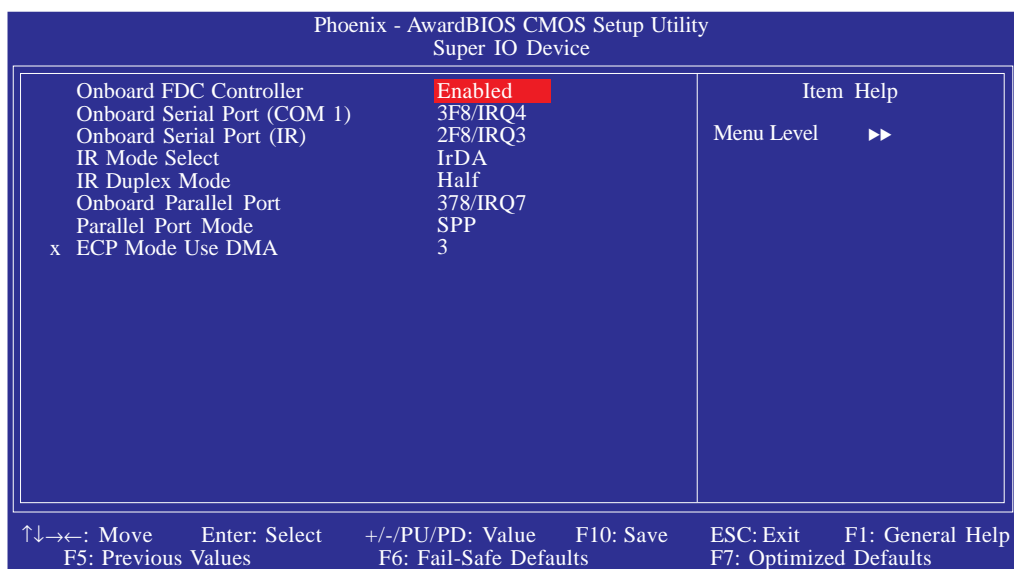 Phoenix - AwardBIOS CMOS Setup Utility
Super IO Device
Onboard FDC Controller Enabled
Onboard Serial Port (COM 1) 3F8/IRQ4
Onboard Serial Port (IR) 2F8/IRQ3
IR Mode Select IrDA
IR Duplex Mode Half
Onboard Parallel Port 378/IRQ7
Parallel Port Mode SPP
x ECP Mode Use DMA 3
Item Help
Menu Level ▸▸
↑↓→←: Move Enter: Select +/-/PU/PD: Value F10: Save ESC: Exit F1: General Help
F5: Previous Values F6: Fail-Safe Defaults F7: Optimized Defaults